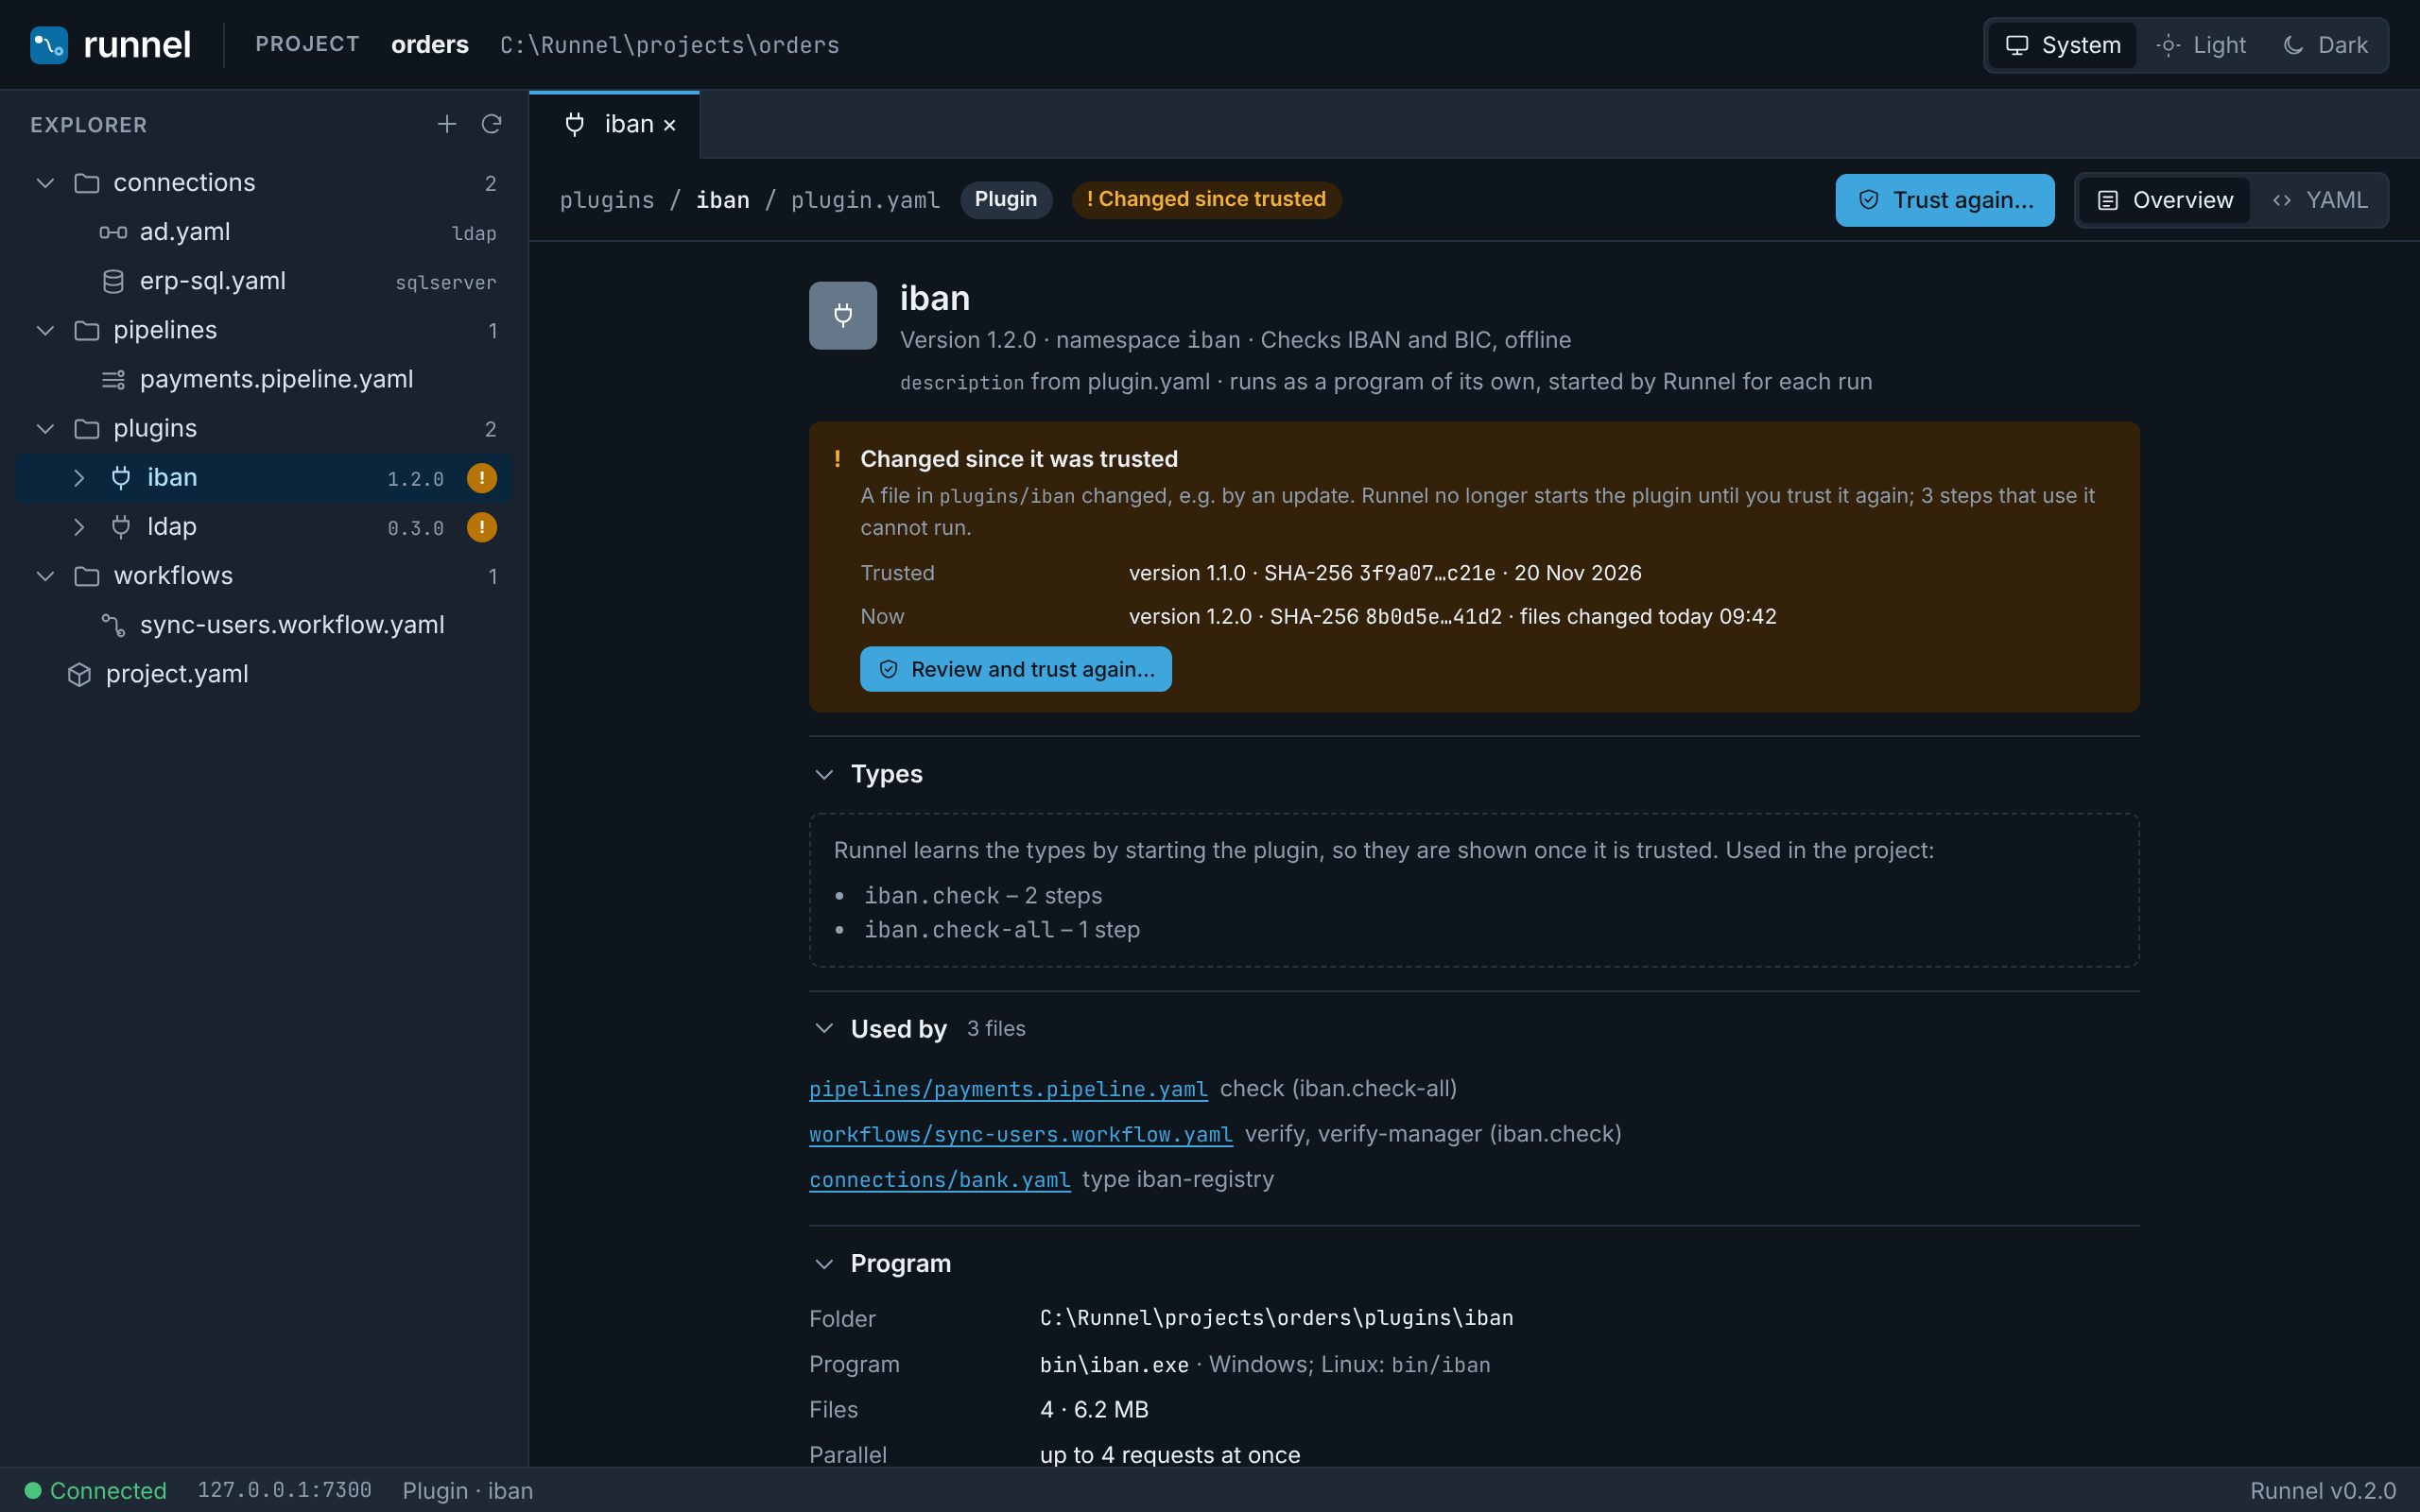 runnel PROJECT orders C:\Runnel\projects\orders System Light Dark
EXPLORER
connections 2
ad.yaml ldap
erp-sql.yaml sqlserver
pipelines 1
payments.pipeline.yaml
plugins 2
iban 1.2.0 !
ldap 0.3.0 !
workflows 1
sync-users.workflow.yaml
project.yaml
iban ×
plugins / iban / plugin.yaml Plugin ! Changed since trusted Trust again… Overview YAML
iban
Version 1.2.0 · namespace iban · Checks IBAN and BIC, offline
description from plugin.yaml · runs as a program of its own, started by Runnel for each run
! Changed since it was trusted
A file in plugins/iban changed, e.g. by an update. Runnel no longer starts the plugin until you trust it again; 3 steps that use it
cannot run.
Trusted version 1.1.0 · SHA-256 3f9a07…c21e · 20 Nov 2026
Now version 1.2.0 · SHA-256 8b0d5e…41d2 · files changed today 09:42
Review and trust again…
Types
Runnel learns the types by starting the plugin, so they are shown once it is trusted. Used in the project:
• iban.check – 2 steps
• iban.check-all – 1 step
Used by 3 files
pipelines/payments.pipeline.yaml check (iban.check-all)
workflows/sync-users.workflow.yaml verify, verify-manager (iban.check)
connections/bank.yaml type iban-registry
Program
Folder C:\Runnel\projects\orders\plugins\iban
Program bin\iban.exe · Windows; Linux: bin/iban
Files 4 · 6.2 MB
Parallel up to 4 requests at once
Connected 127.0.0.1:7300 Plugin · iban Runnel v0.2.0